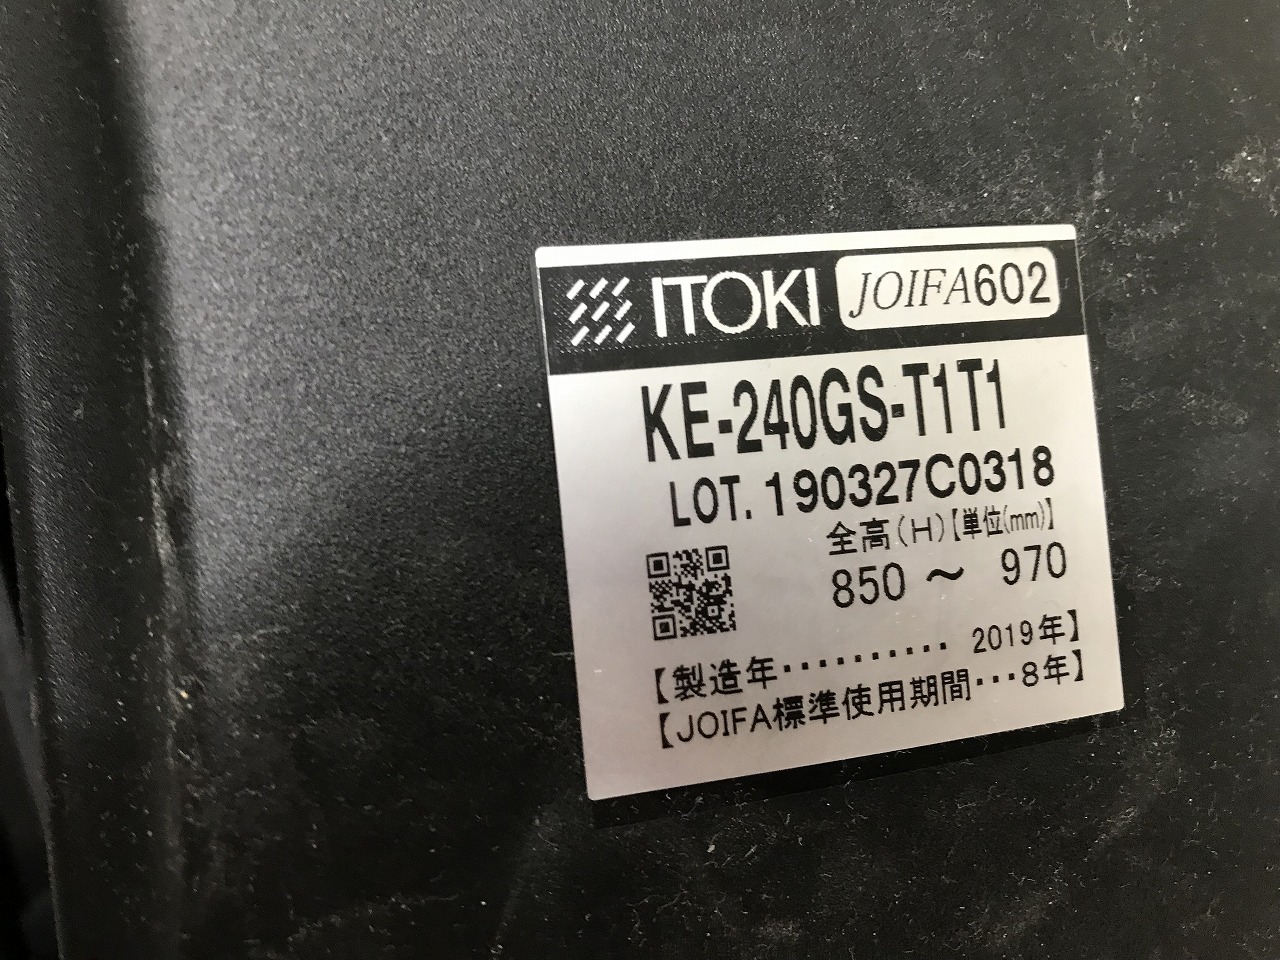 ITOKI JOIFA602
KE-240GS-T1T1
LOT. 190327C0318
全高(H)【単位(mm)】
850 ～ 970
【製造年・・・・・・・・・・ 2019年】
【JOIFA標準使用期間・・・8年】